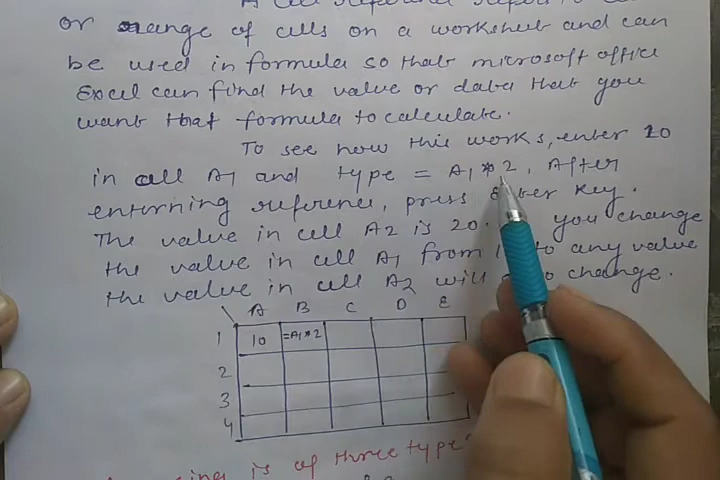 or range of cells on a worksheet and can
be used in formula so that microsoft office
Excel can find the value or data that you
want that formula to calculate.
To see how this works, enter 10
in cell A1 and type = A1 * 2. After
enterning reference, press Enter Key.
The value in cell A2 is 20. you change
the value in cell A1 from to any value
the value in cell A2 will change.
A B C D E
1 10 =A1*2
2
3
4
is of three type